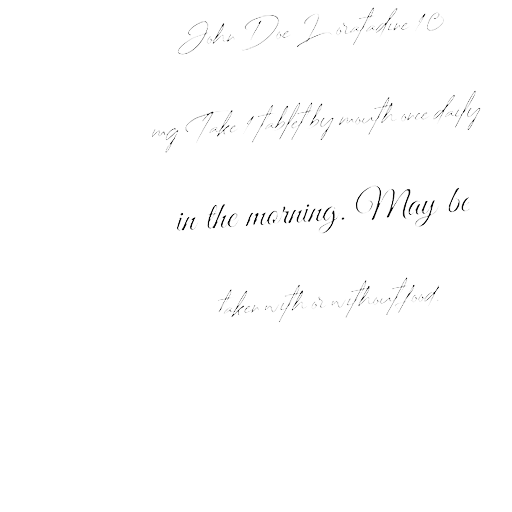 John Doe Loratadine 10
mg Take 1 tablet by mouth once daily
in the morning. May be
taken with or without food.